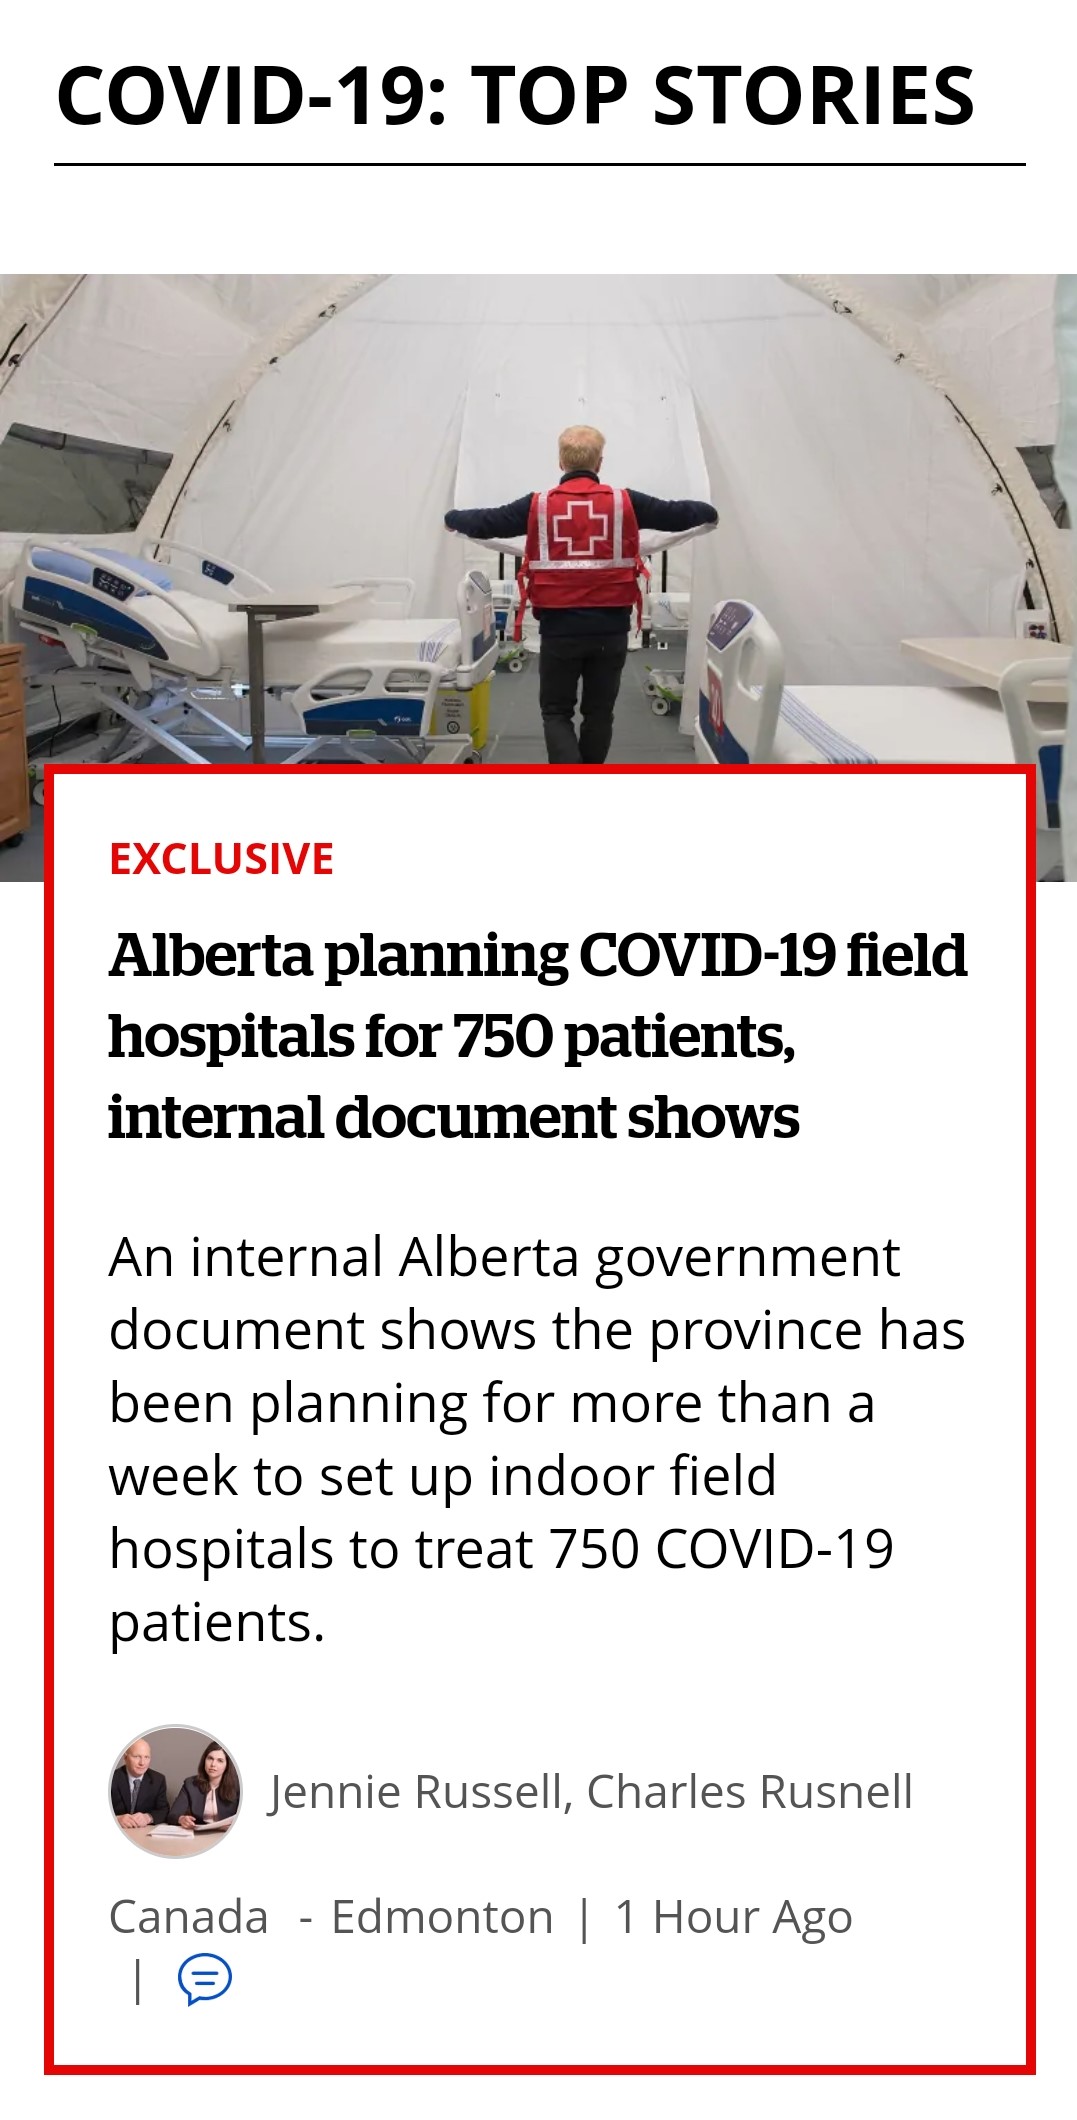 COVID-19: TOP STORIES
EXCLUSIVE
Alberta planning COVID-19 field
hospitals for 750 patients,
internal document shows
An internal Alberta government
document shows the province has
been planning for more than a
week to set up indoor field
hospitals to treat 750 COVID-19
patients.
Jennie Russell, Charles Rusnell
Canada - Edmonton | 1 Hour Ago
|